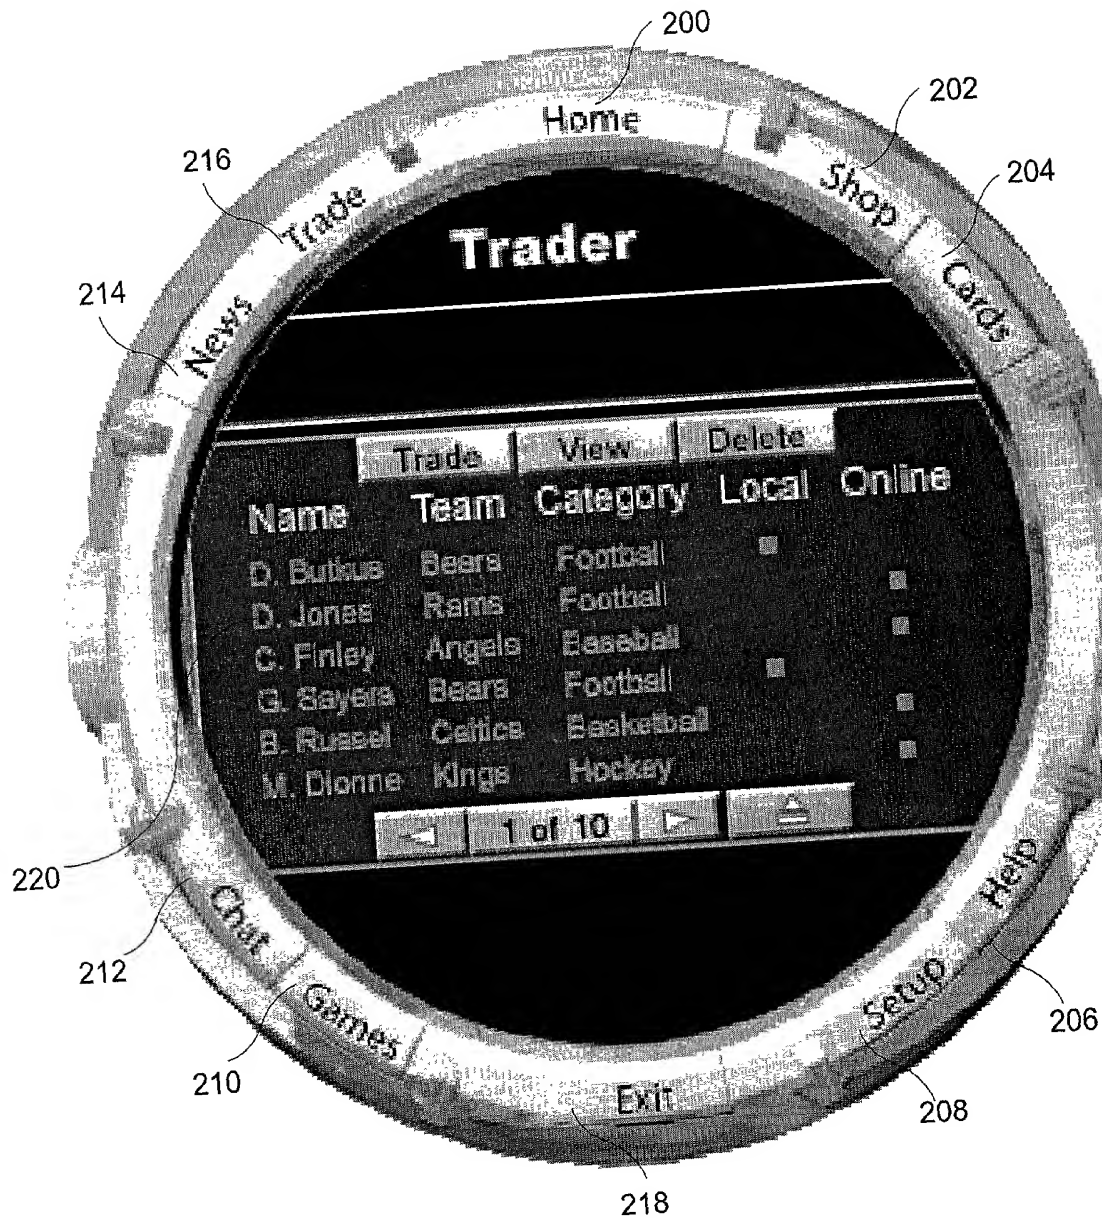 200
Home
202
Shop
216
Trade
204
Cards
Trader
214
News
Trade View Delete
Name Team Category Local Online
D. Butkus Bears Football
D. Jones Rams Football
C. Finley Angels Baseball
G. Sayers Bears Football
B. Russel Celtics Basketball
M. Dionne Kings Hockey
1 of 10
220
Chat
Help
212
Games
Setup
206
210
Exit
208
218